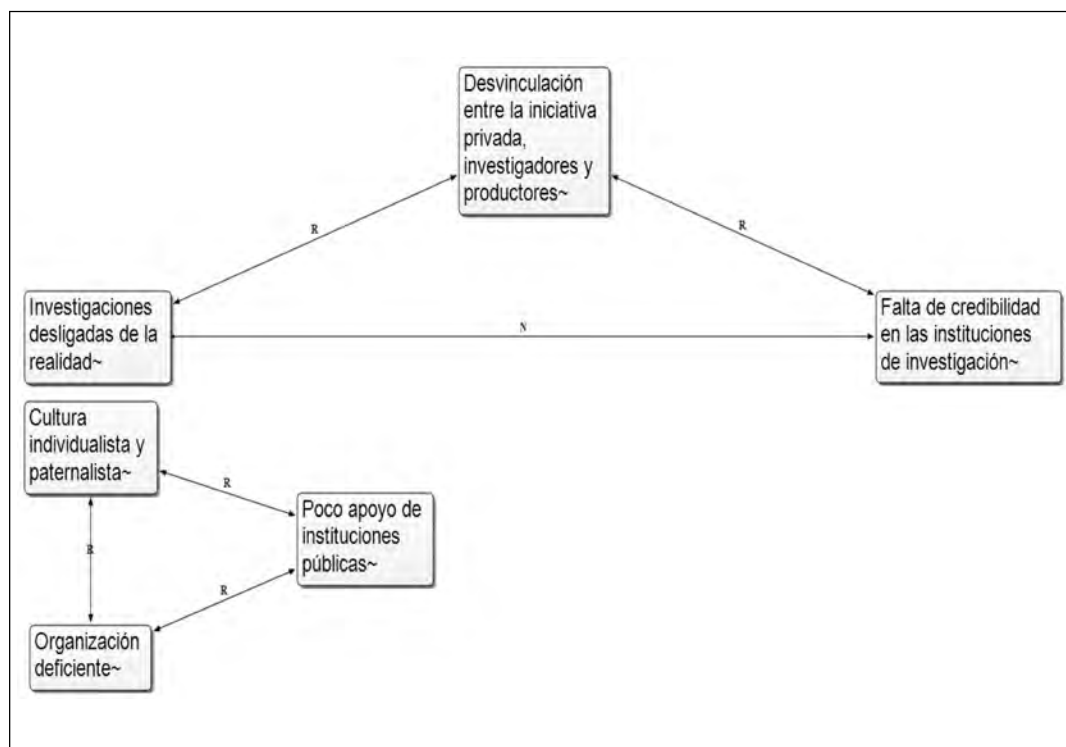 Desvinculación
entre la iniciativa
privada,
investigadores y
productores~
R
R
Investigaciones
desligadas de la
realidad~
N
Falta de credibilidad
en las instituciones
de investigación~
Cultura
individualista y
paternalista~
R
Poco apoyo de
instituciones
públicas~
R
R
Organización
deficiente~